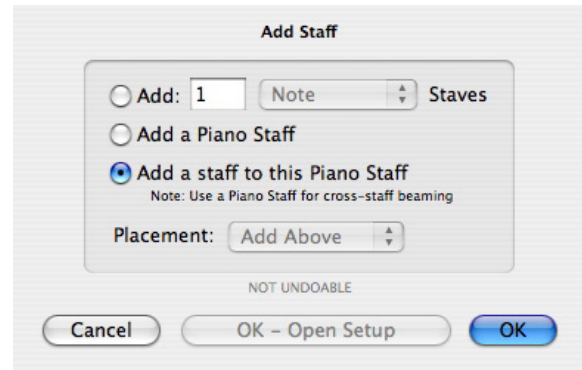 Add Staff
Add: 1 Note Staves
Add a Piano Staff
Add a staff to this Piano Staff
Note: Use a Piano Staff for cross-staff beaming
Placement: Add Above
NOT UNDOABLE
Cancel OK – Open Setup OK